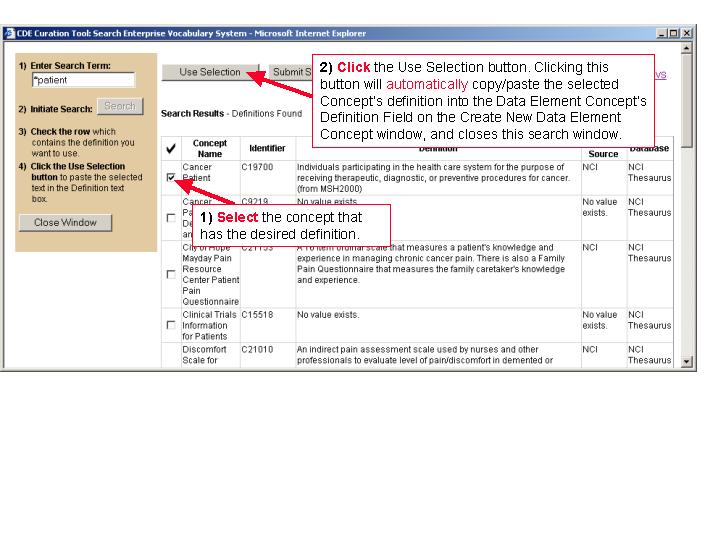 CDE Curation Tool: Search Enterprise Vocabulary System - Microsoft Internet Explorer
1) Enter Search Term:
*patient
2) Initiate Search: Search
3) Check the row which
contains the definition you
want to use.
4) Click the Use Selection
button to paste the selected
text in the Definition text
box.
Close Window
Use Selection
Submit S
2) Click the Use Selection button. Clicking this
button will automatically copy/paste the selected
Concept's definition into the Data Element Concept's
Definition Field on the Create New Data Element
Concept window, and closes this search window.
Search Results - Definitions Found
Concept
Name
Identifier
Definition
Source
Database
Cancer
Patient
C19700
Individuals participating in the health care system for the purpose of
receiving therapeutic, diagnostic, or preventive procedures for cancer.
(from MSH2000)
NCI
NCI
Thesaurus
Cancer
C9219
No value exists.
No value
exists.
NCI
Thesaurus
1) Select the concept that
has the desired definition.
City of Hope
Mayday Pain
Resource
Center Patient
Pain
Questionnaire
A 16 item ordinal scale that measures a patient's knowledge and
experience in managing chronic cancer pain. There is also a Family
Pain Questionnaire that measures the family caretaker's knowledge
and experience.
NCI
NCI
Thesaurus
Clinical Trials
Information
for Patients
C15518
No value exists.
No value
exists.
NCI
Thesaurus
Discomfort
Scale for
C21010
An indirect pain assessment scale used by nurses and other
professionals to evaluate level of pain/discomfort in demented or
NCI
NCI
Thesaurus